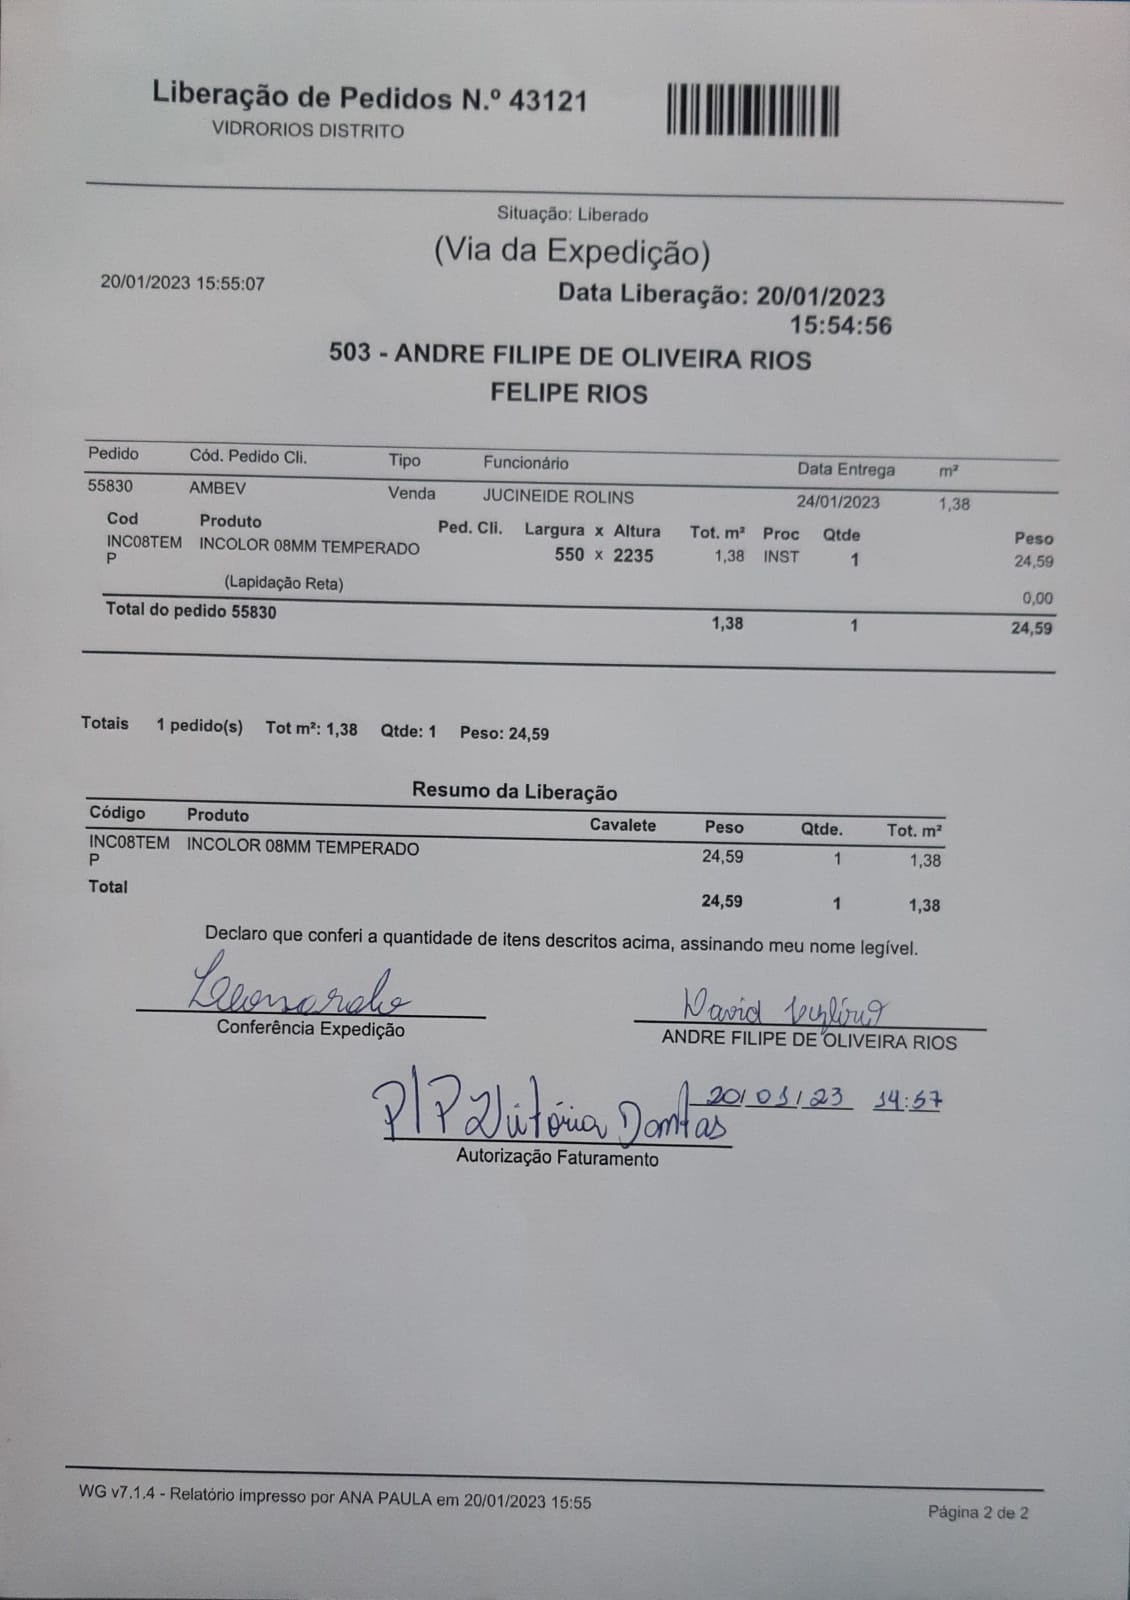 Liberação de Pedidos N.º 43121
VIDRORIOS DISTRITO
Situação: Liberado
(Via da Expedição)
20/01/2023 15:55:07
Data Liberação: 20/01/2023
15:54:56
503 - ANDRE FILIPE DE OLIVEIRA RIOS
FELIPE RIOS
Pedido Cód. Pedido Cli. Tipo Funcionário Data Entrega m²
55830 AMBEV Venda JUCINEIDE ROLINS 24/01/2023 1,38
Cod Produto Ped. Cli. Largura x Altura Tot. m² Proc Qtde Peso
INC08TEM INCOLOR 08MM TEMPERADO 550 x 2235 1,38 INST 1 24,59
P
(Lapidação Reta) 0,00
Total do pedido 55830 1,38 1 24,59
Totais 1 pedido(s) Tot m²: 1,38 Qtde: 1 Peso: 24,59
Resumo da Liberação
Código Produto Cavalete Peso Qtde. Tot. m²
INC08TEM INCOLOR 08MM TEMPERADO 24,59 1 1,38
P
Total 24,59 1 1,38
Declaro que conferi a quantidade de itens descritos acima, assinando meu nome legível.
Leonardo David
Conferência Expedição ANDRE FILIPE DE OLIVEIRA RIOS
P/P Vitória Dantas 20/01/23 14:57
Autorização Faturamento
WG v7.1.4 - Relatório impresso por ANA PAULA em 20/01/2023 15:55
Página 2 de 2